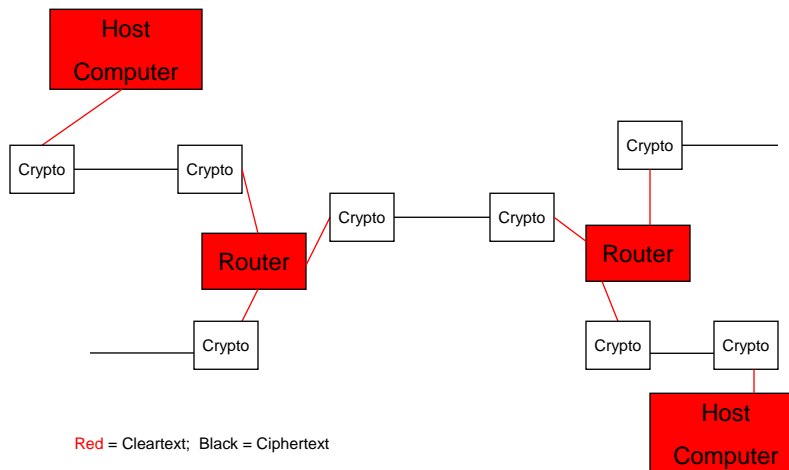 Host
Computer
Crypto
Crypto
Crypto
Crypto
Crypto
Router
Router
Crypto
Crypto
Crypto
Host
Computer
Red = Cleartext; Black = Ciphertext